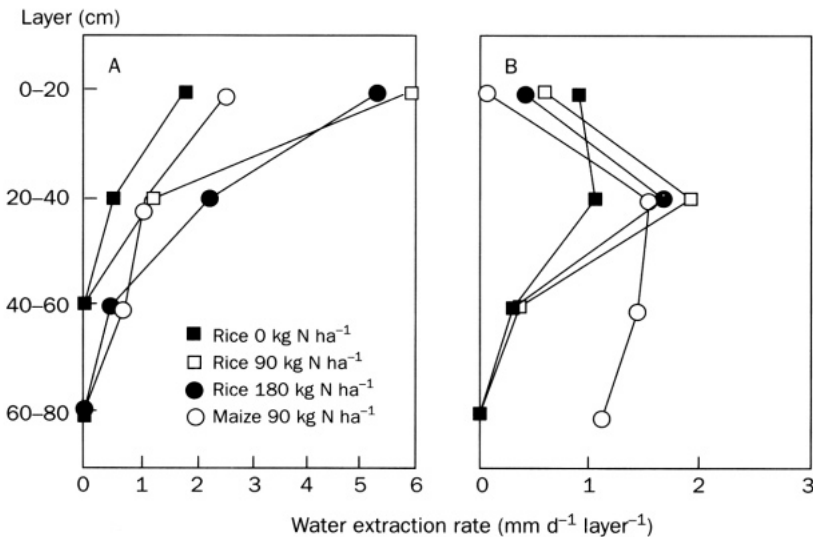 Layer (cm)
A
B
0–20
20–40
40–60
60–80
Rice 0 kg N ha⁻¹
Rice 90 kg N ha⁻¹
Rice 180 kg N ha⁻¹
Maize 90 kg N ha⁻¹
0 1 2 3 4 5 6
0 1 2 3
Water extraction rate (mm d⁻¹ layer⁻¹)